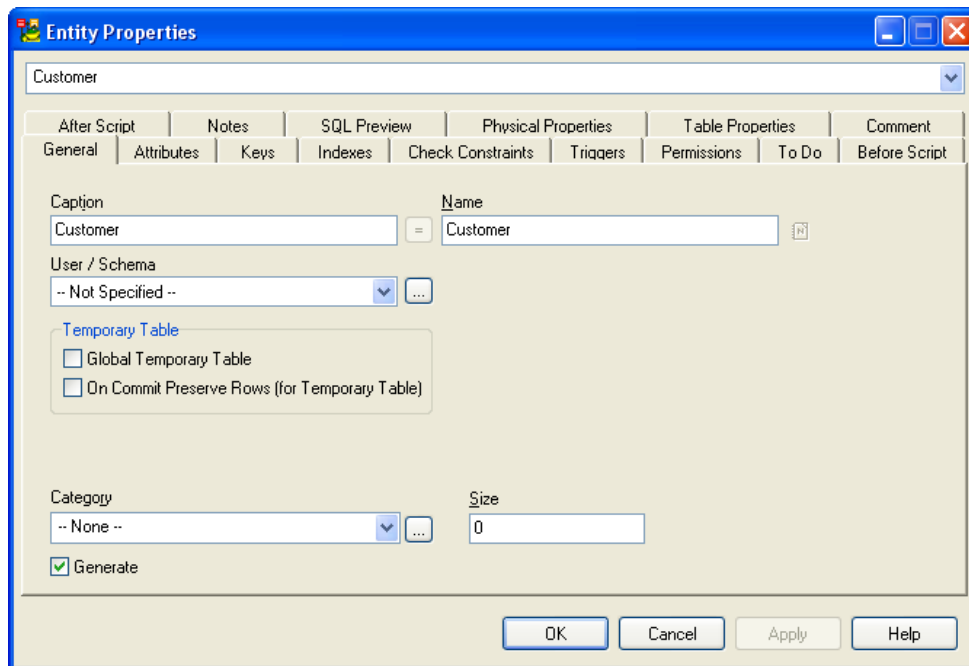 Entity Properties
Customer
After Script Notes SQL Preview Physical Properties Table Properties Comment
General Attributes Keys Indexes Check Constraints Triggers Permissions To Do Before Script
Caption Name
Customer = Customer N
User / Schema
-- Not Specified -- ...
Temporary Table
Global Temporary Table
On Commit Preserve Rows (for Temporary Table)
Category Size
-- None -- ... 0
Generate
OK Cancel Apply Help